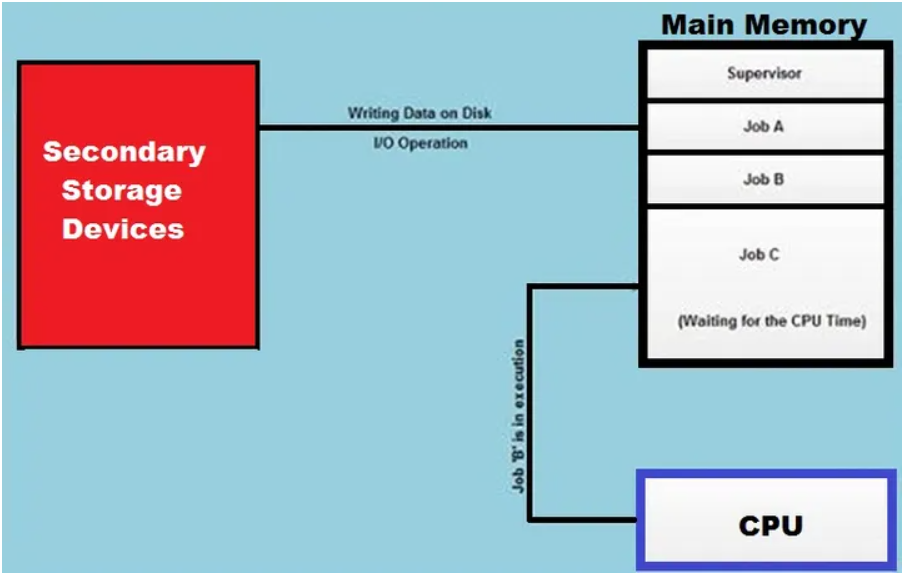 Main Memory
Supervisor
Writing Data on Disk
Job A
I/O Operation
Secondary
Storage
Devices
Job B
Job C
(Waiting for the CPU Time)
Job 'B' is in execution
CPU